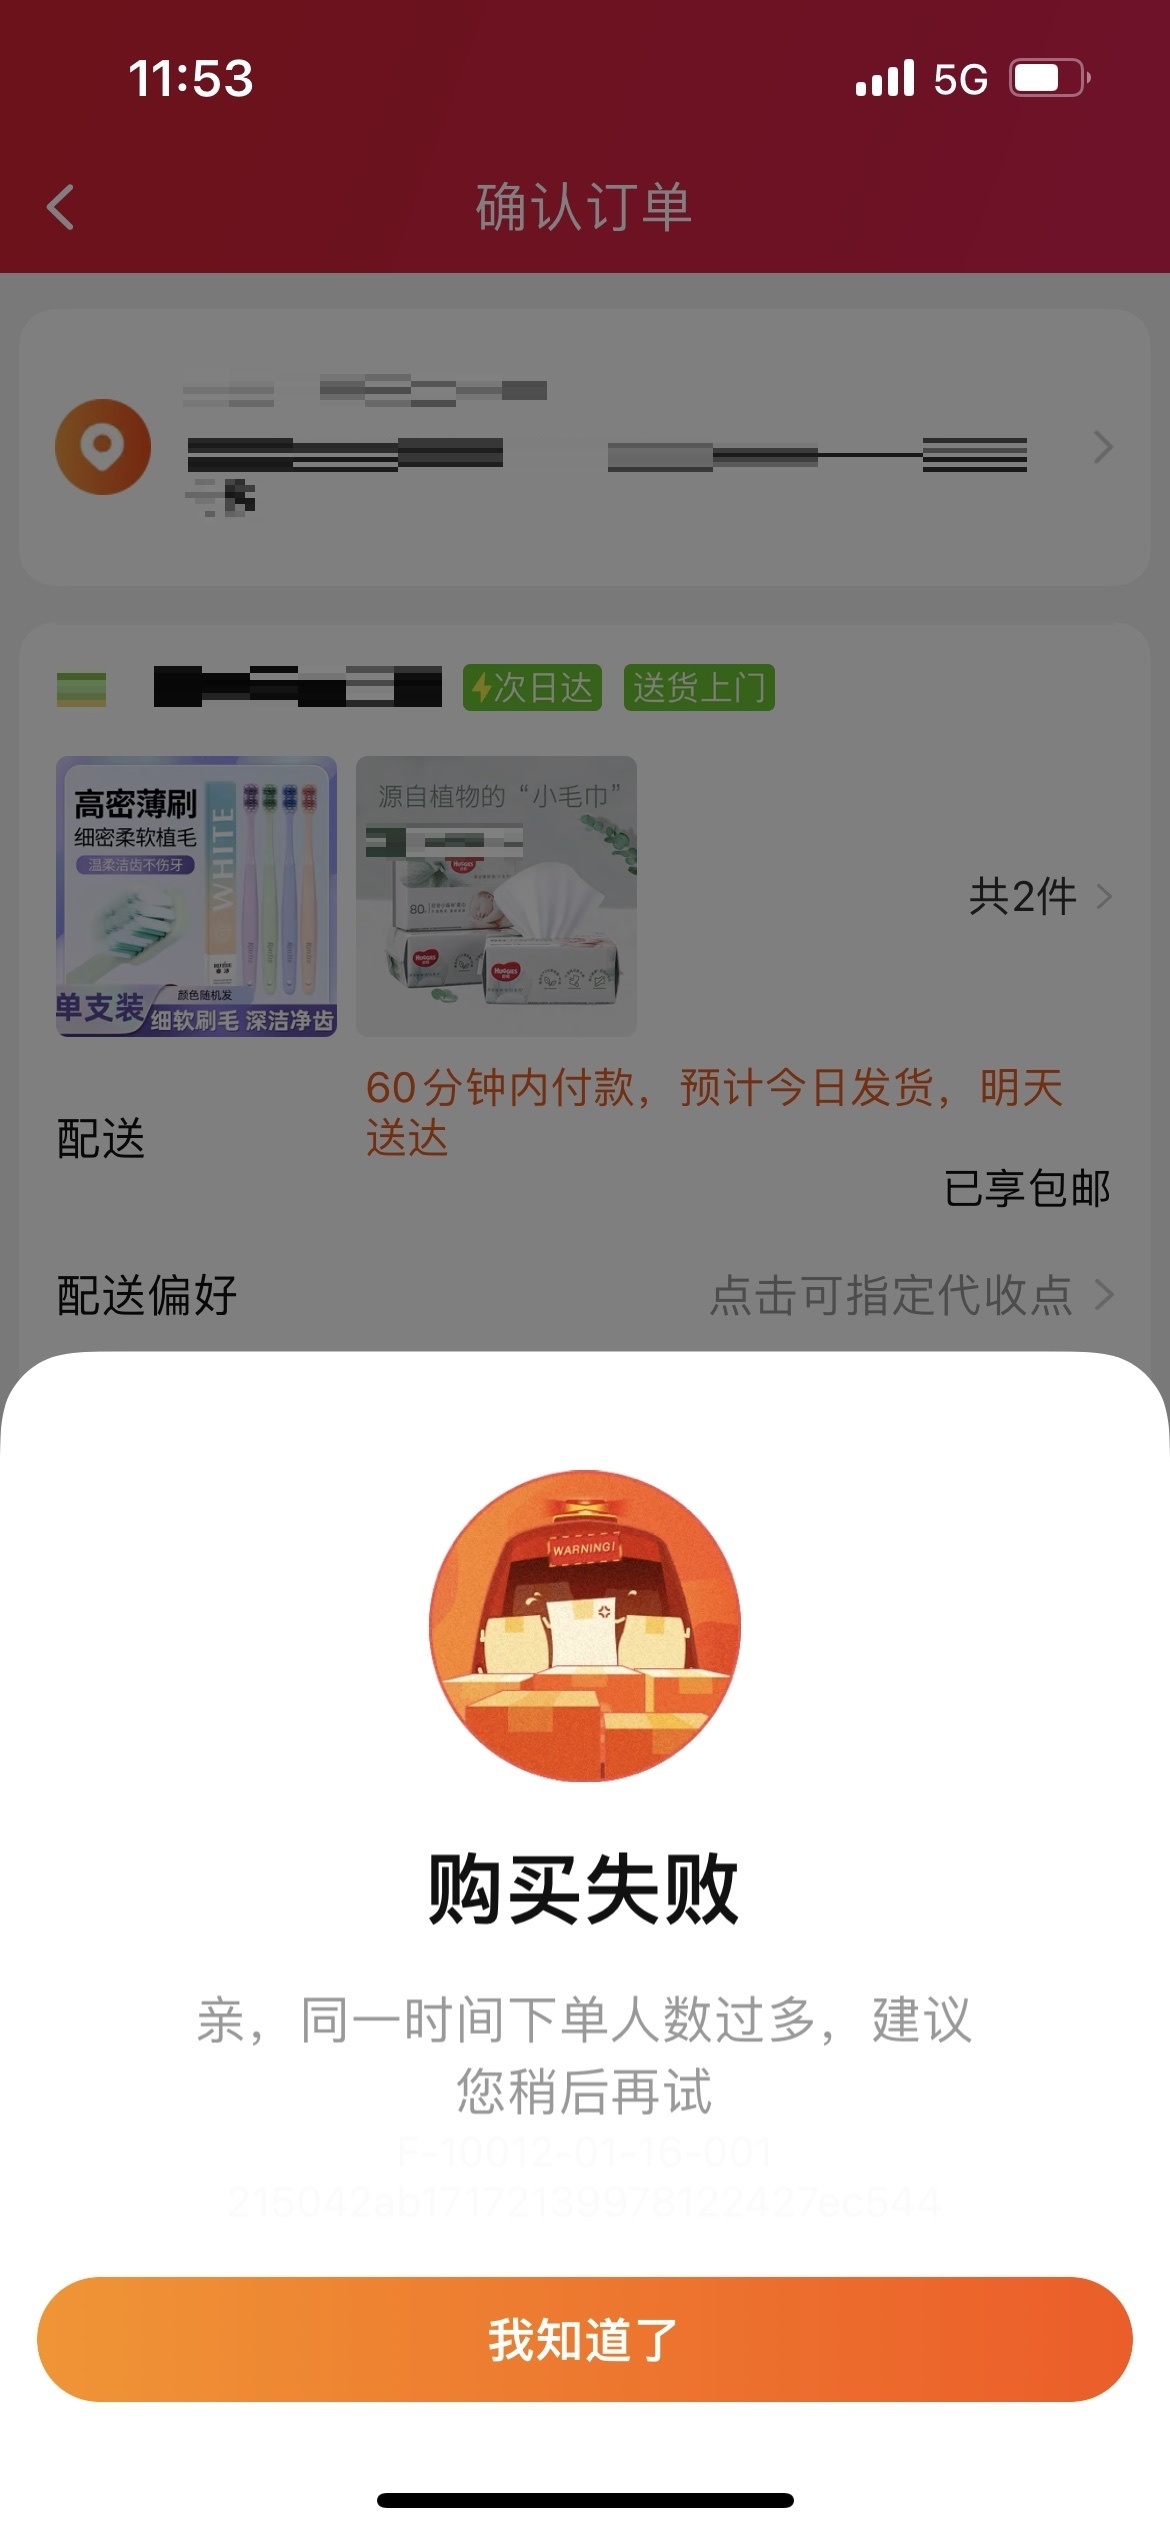 11:53
5G
确认订单
次日达
送货上门
高密薄刷
细密柔软植毛
温柔洁齿不伤牙
WHITE
颜色随机发
单支装
细软刷毛 深洁净齿
源自植物的“小毛巾”
HUGGIES
80
HUGGIES
HUGGIES
共2件
配送
60分钟内付款，预计今日发货，明天
送达
已享包邮
配送偏好
点击可指定代收点
WARNING!
购买失败
亲，同一时间下单人数过多，建议
您稍后再试
F-10012-01-16-001
215042ab17172139978122427ec544
我知道了